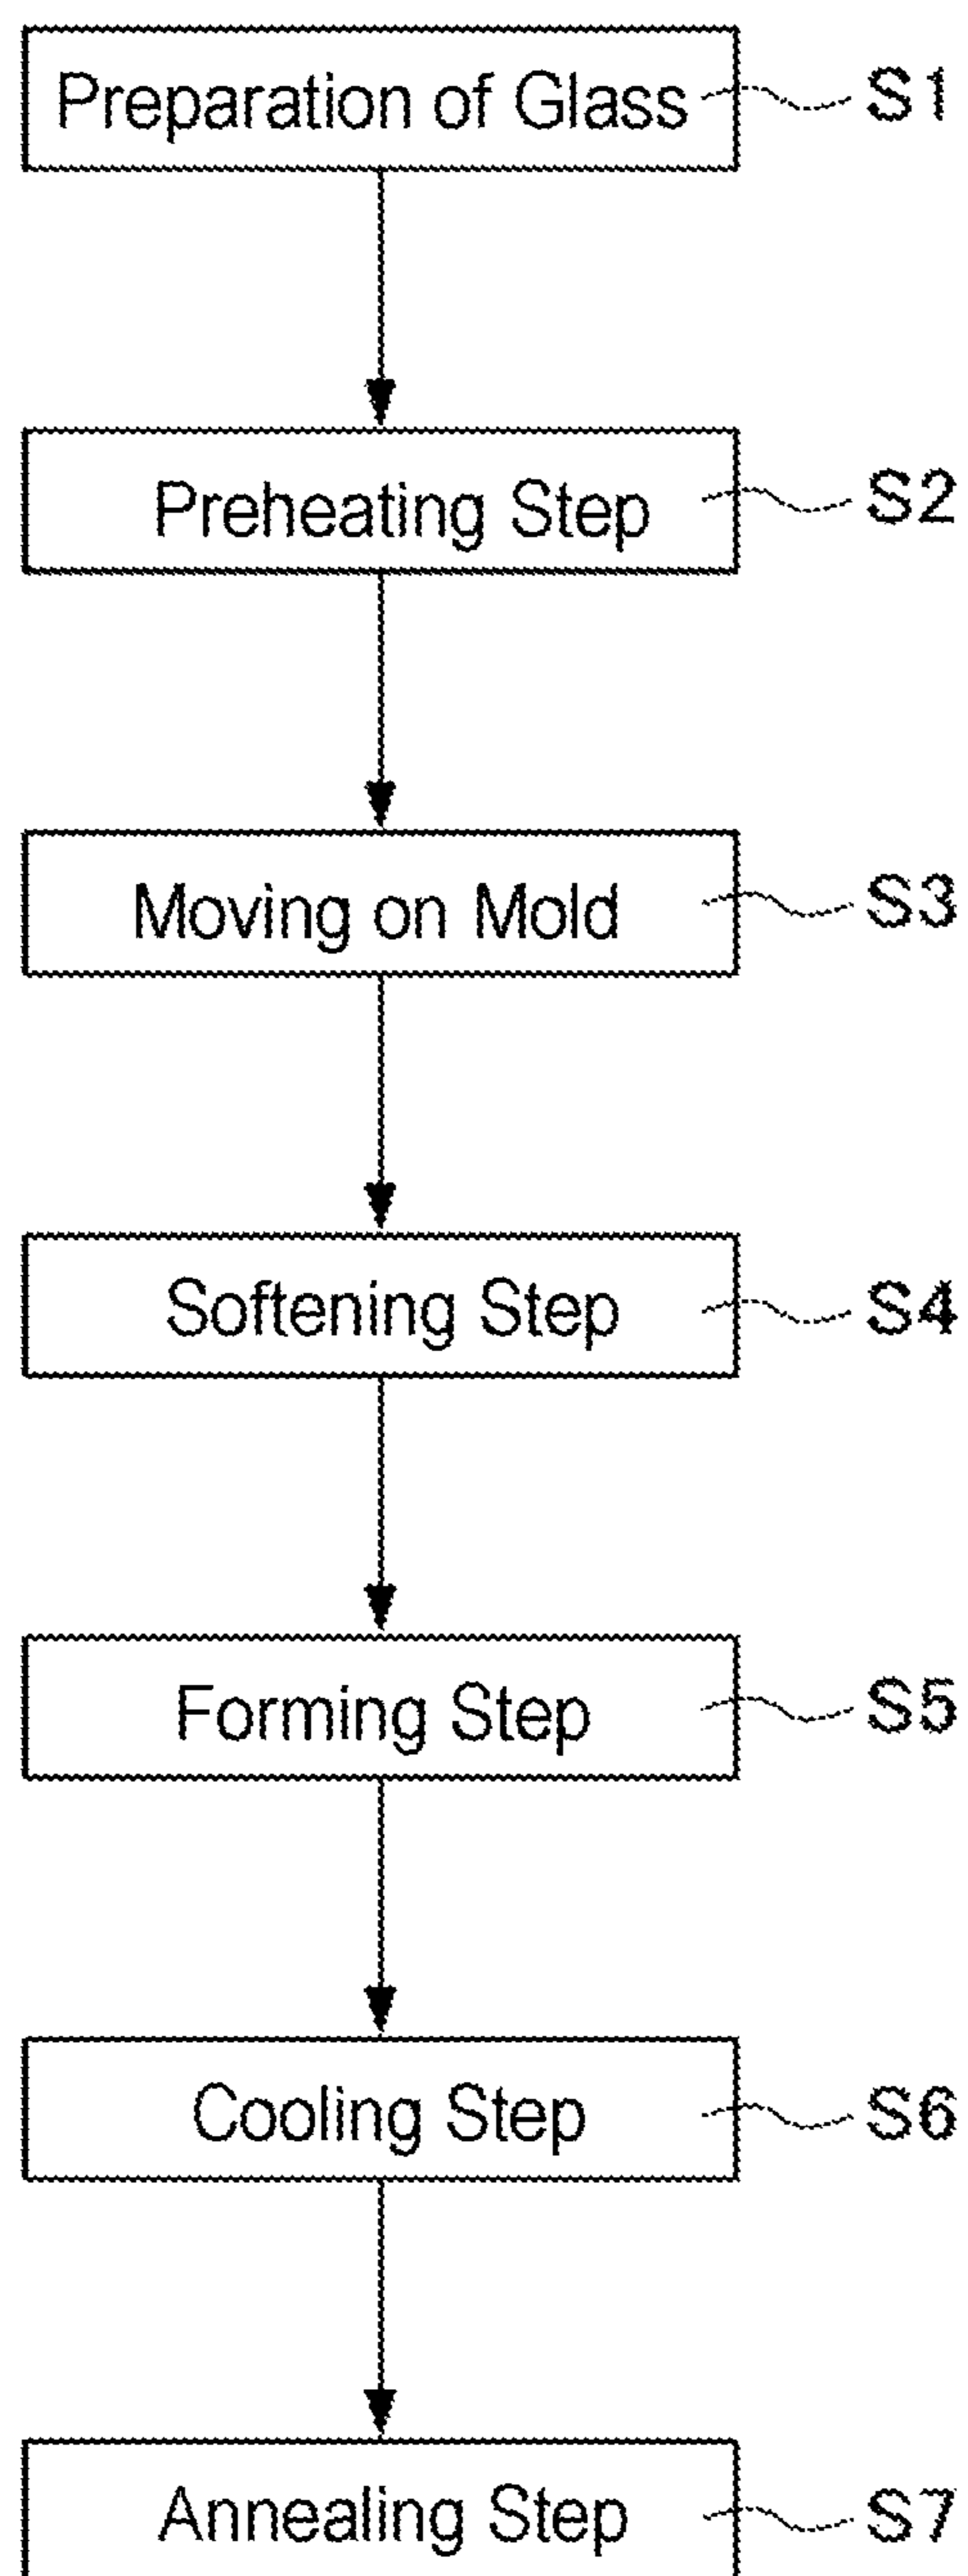 Preparation of Glass S1
Preheating Step S2
Moving on Mold S3
Softening Step S4
Forming Step S5
Cooling Step S6
Annealing Step S7